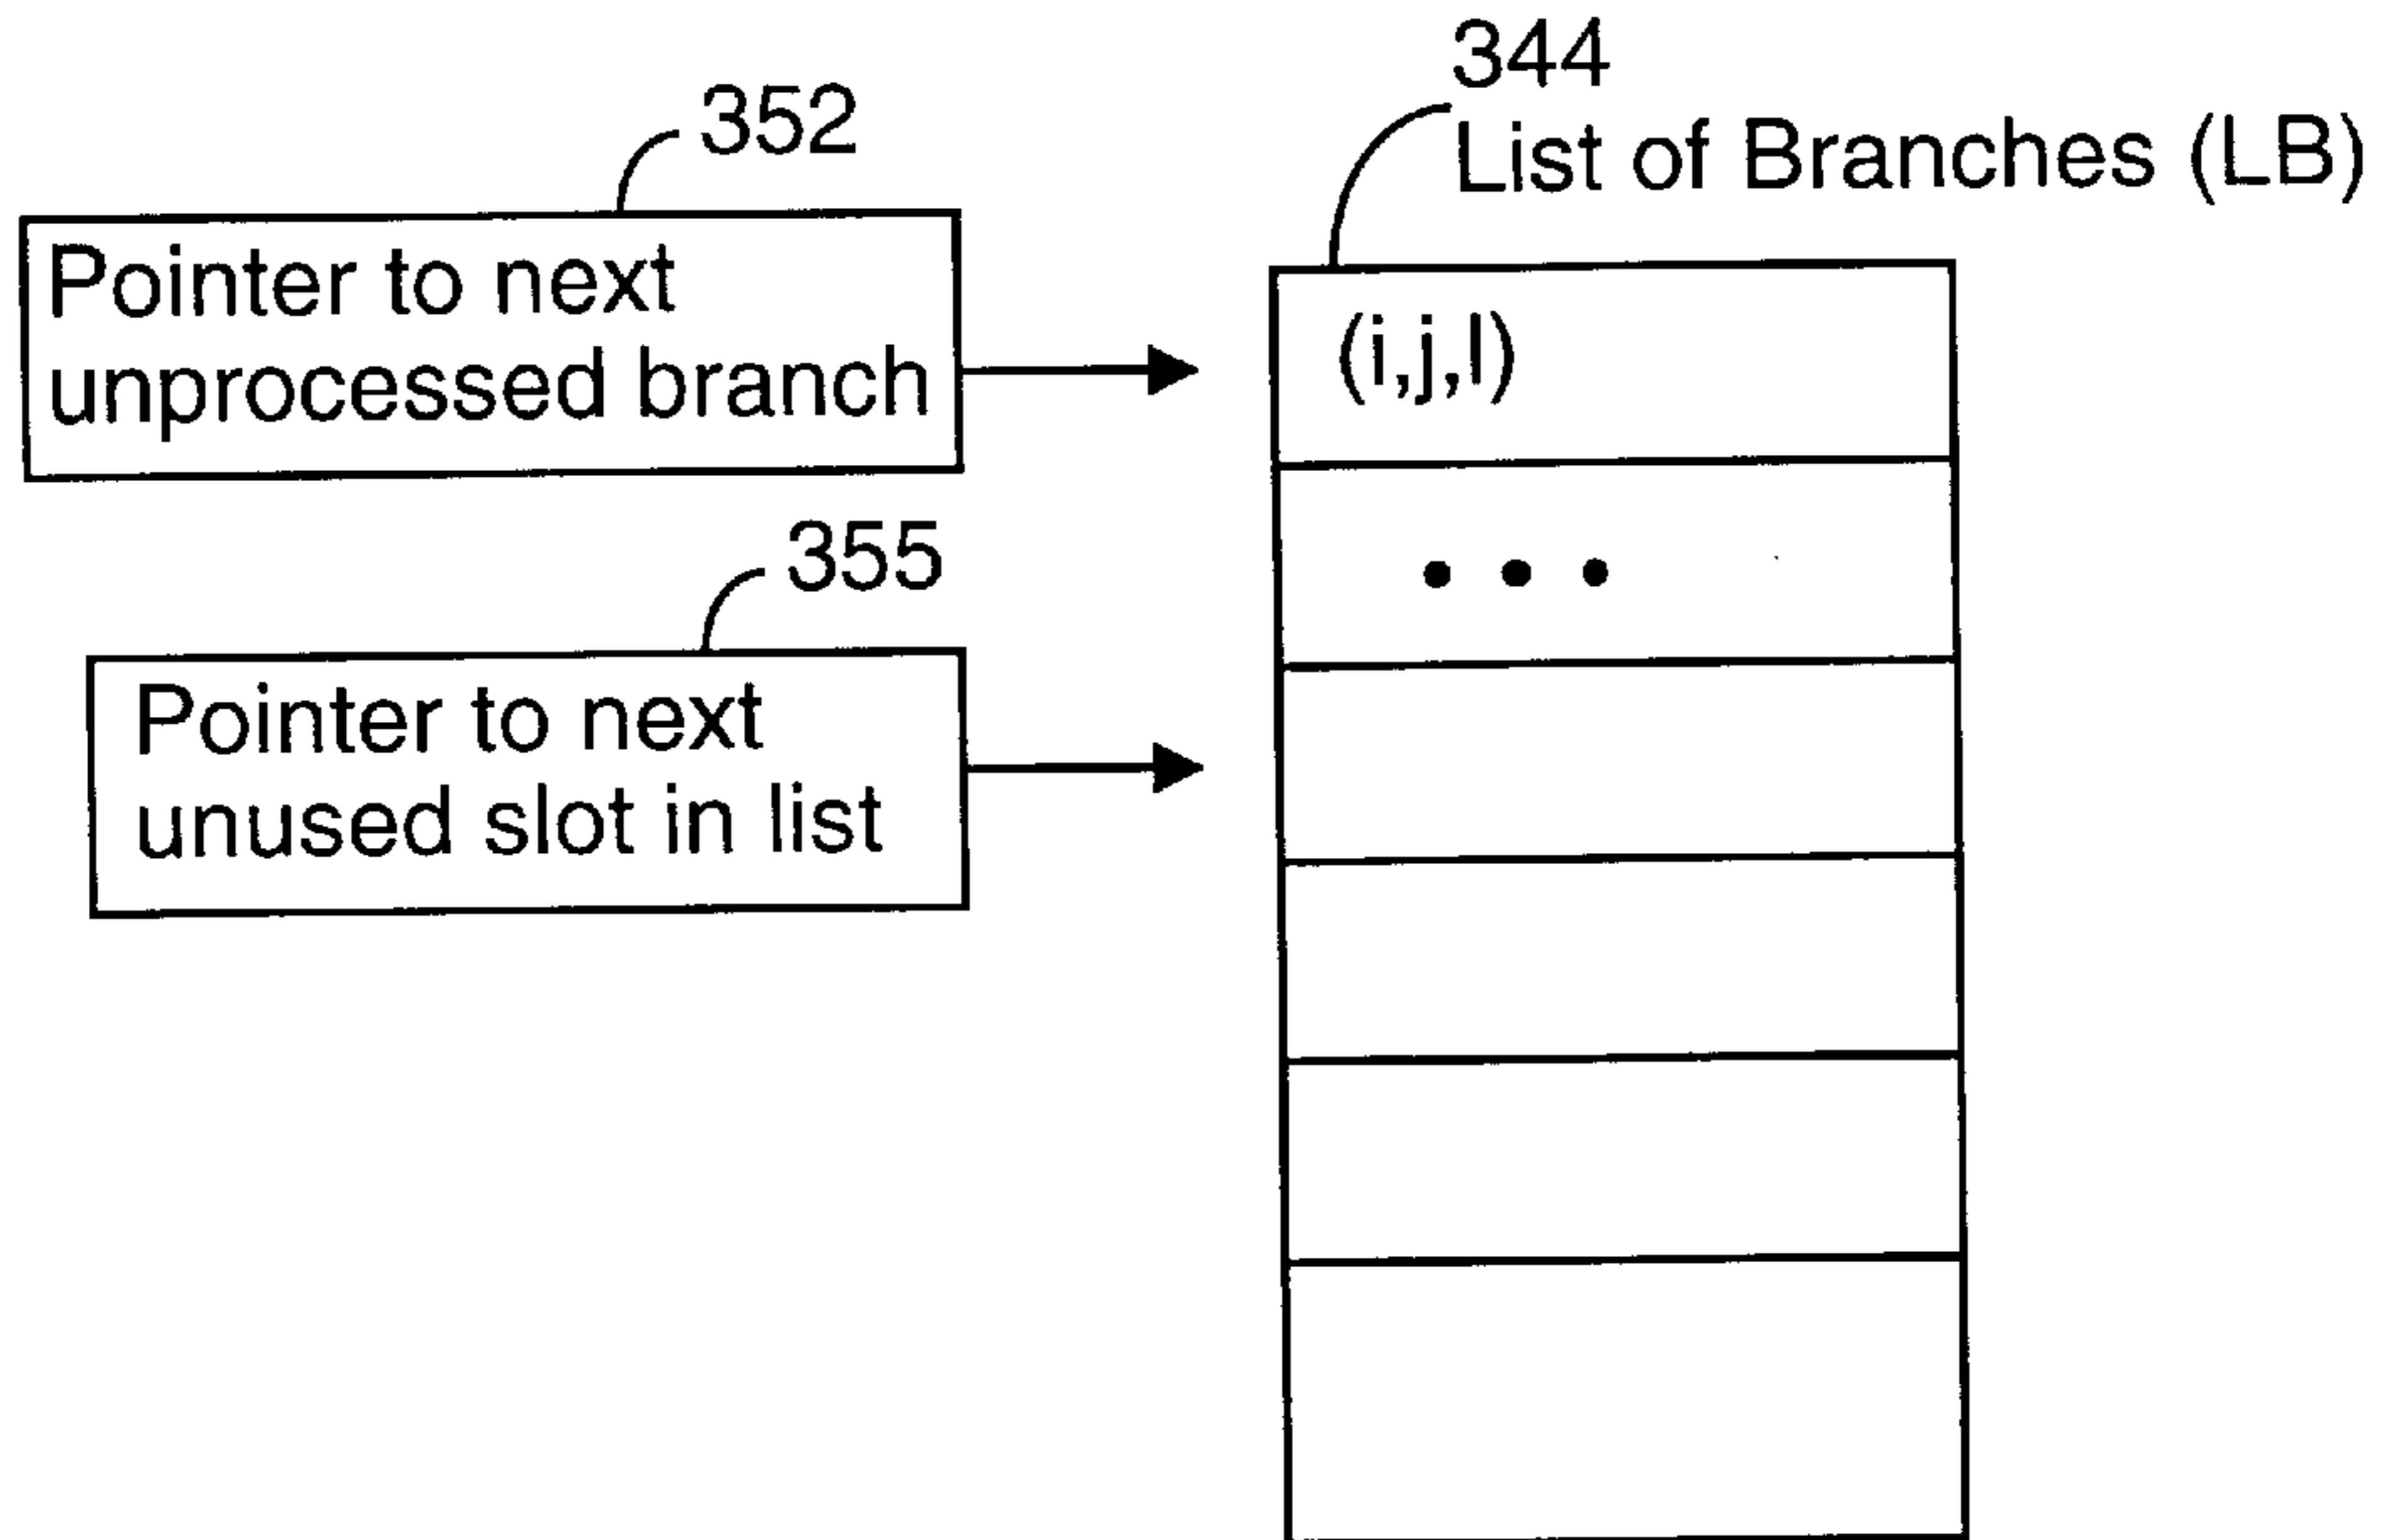 344
List of Branches (LB)
352
Pointer to next
unprocessed branch
(i,j,l)
• • •
355
Pointer to next
unused slot in list